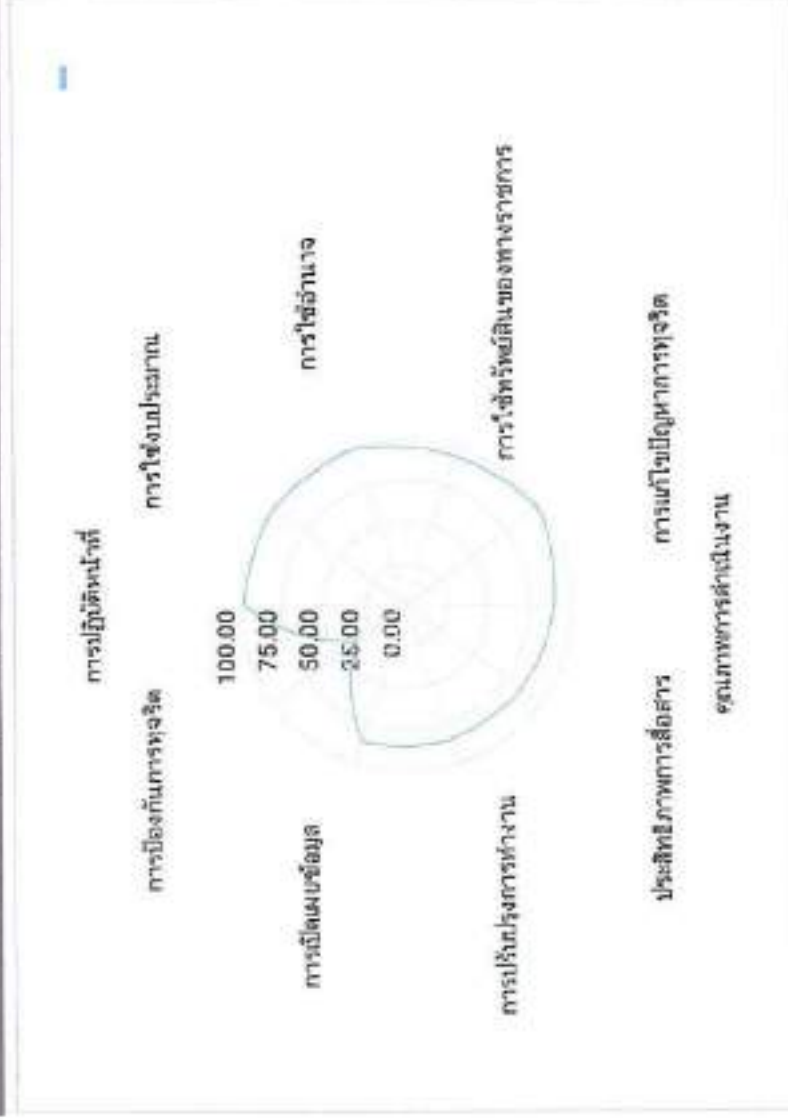 การปฏิบัติหน้าที่
การป้องกันการทุจริต
การใช้งบประมาณ
100.00
75.00
50.00
25.00
0.00
การเปิดเผยข้อมูล
การใช้อำนาจ
การปรับปรุงการทำงาน
การใช้ทรัพย์สินของทางราชการ
ประสิทธิภาพการสื่อสาร
การแก้ไขปัญหาการทุจริต
คุณภาพการดำเนินงาน